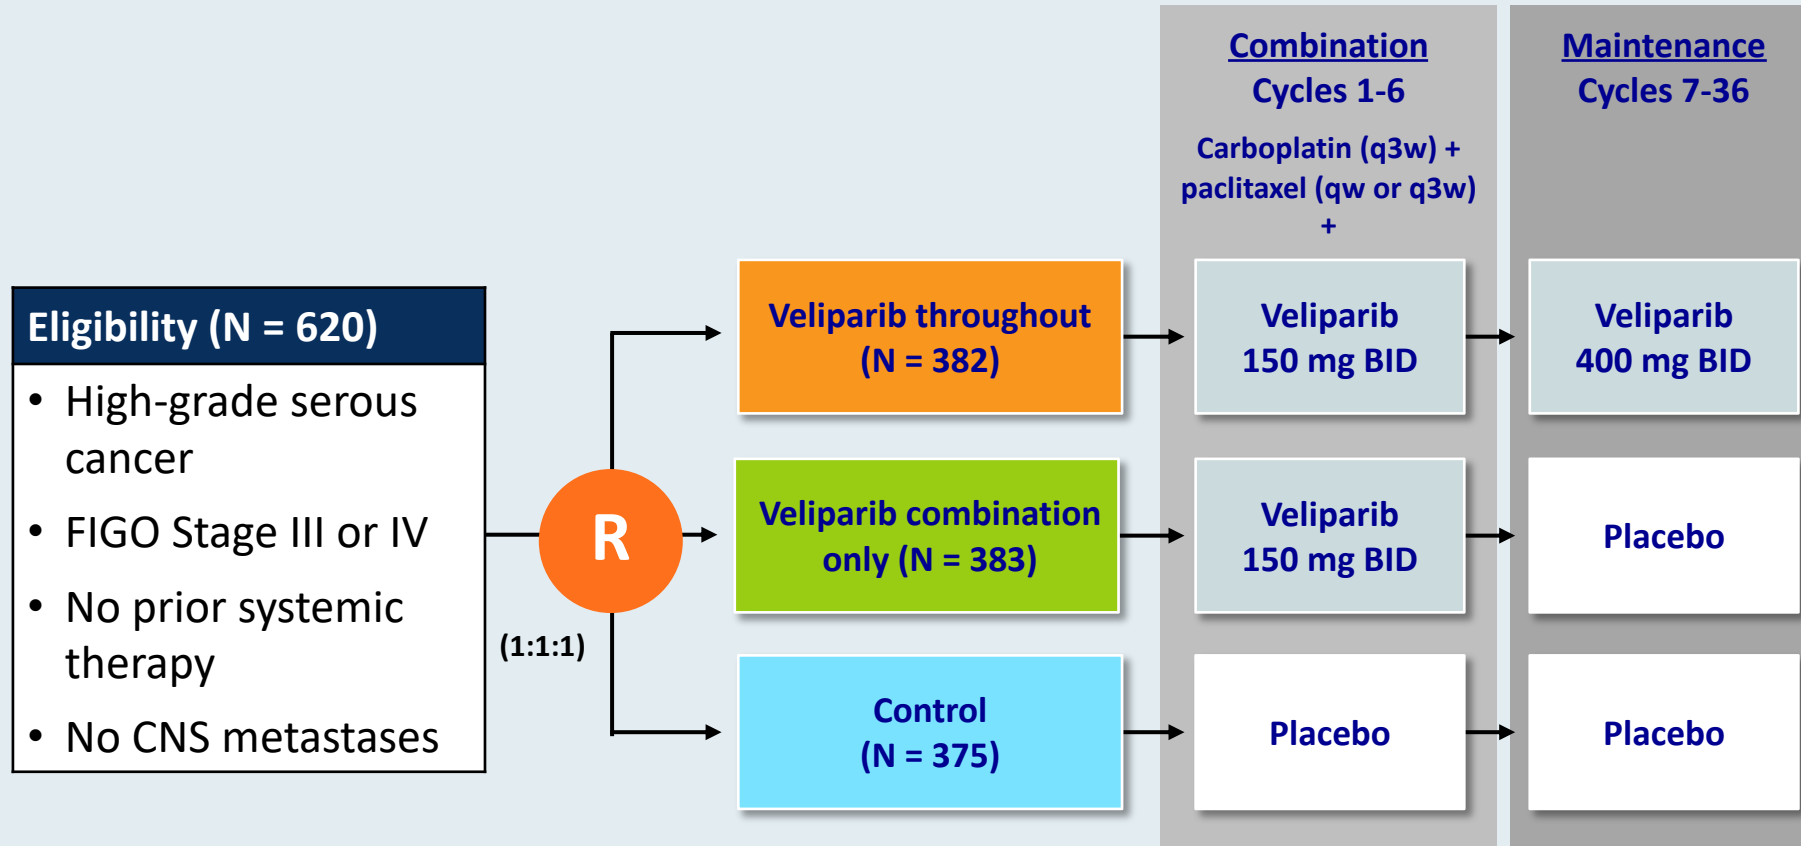 Combination
Cycles 1-6
Carboplatin (q3w) +
paclitaxel (qw or q3w)
+
Maintenance
Cycles 7-36
Eligibility (N = 620)
• High-grade serous
cancer
• FIGO Stage III or IV
• No prior systemic
therapy
• No CNS metastases
R
(1:1:1)
Veliparib throughout
(N = 382)
Veliparib
150 mg BID
Veliparib
400 mg BID
Veliparib combination
only (N = 383)
Veliparib
150 mg BID
Placebo
Control
(N = 375)
Placebo
Placebo